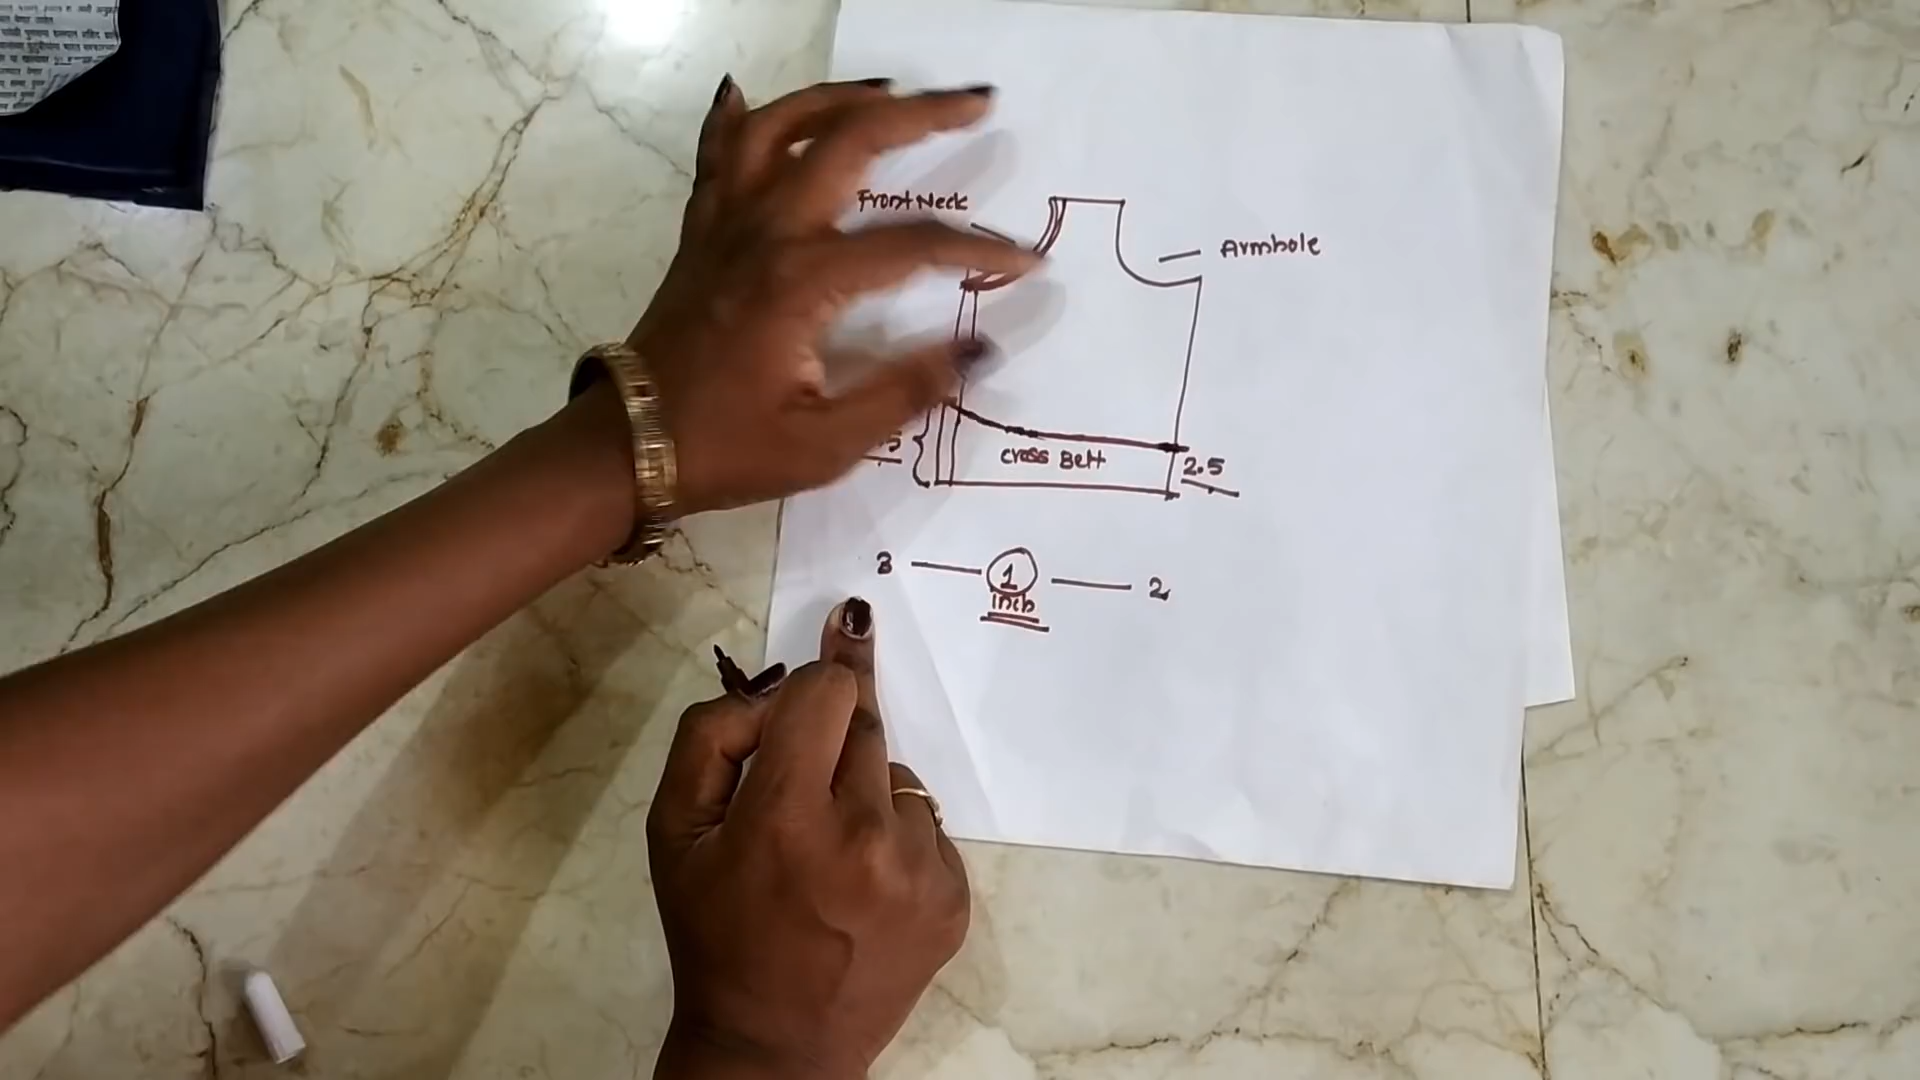 Front Neck
Armhole
Cross Belt
2.5
3 — 1 — 2
Inch